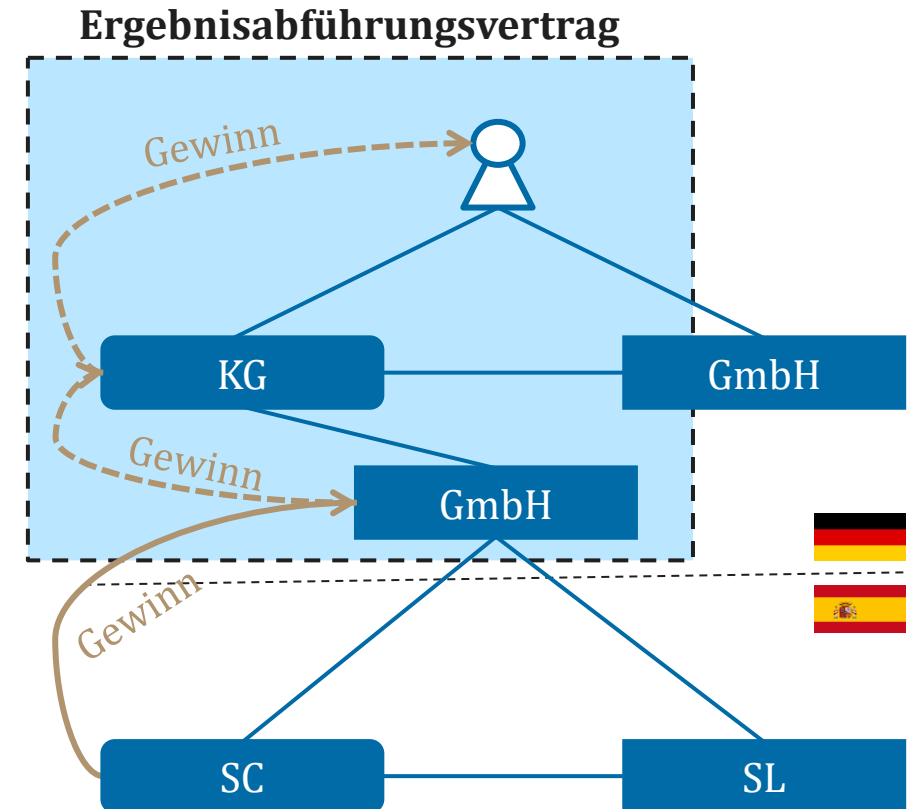 Ergebnisabführungsvertrag
Gewinn
KG
GmbH
Gewinn
GmbH
Gewinn
SC
SL